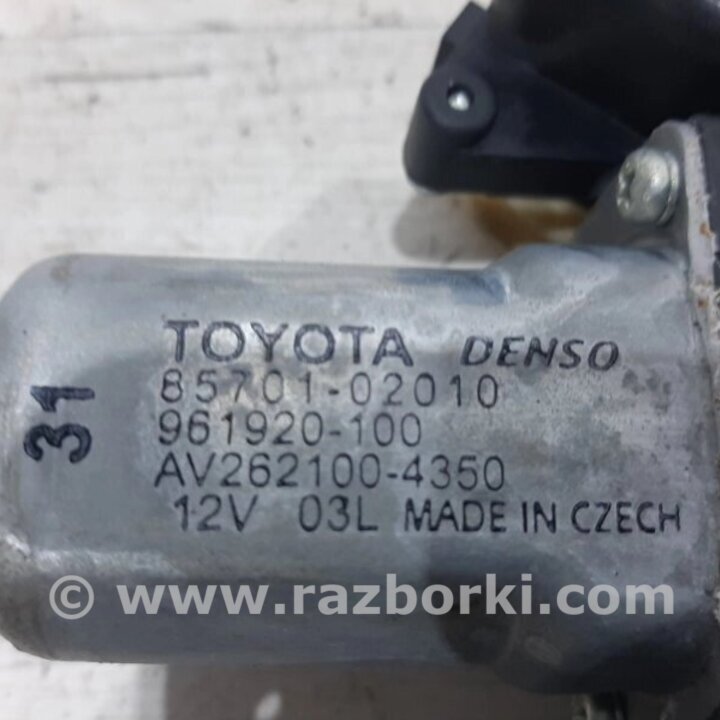 TOYOTA DENSO
85701-02010
961920-100
AV262100-4350
12V 03L MADE IN CZECH
31
© www.razborki.com